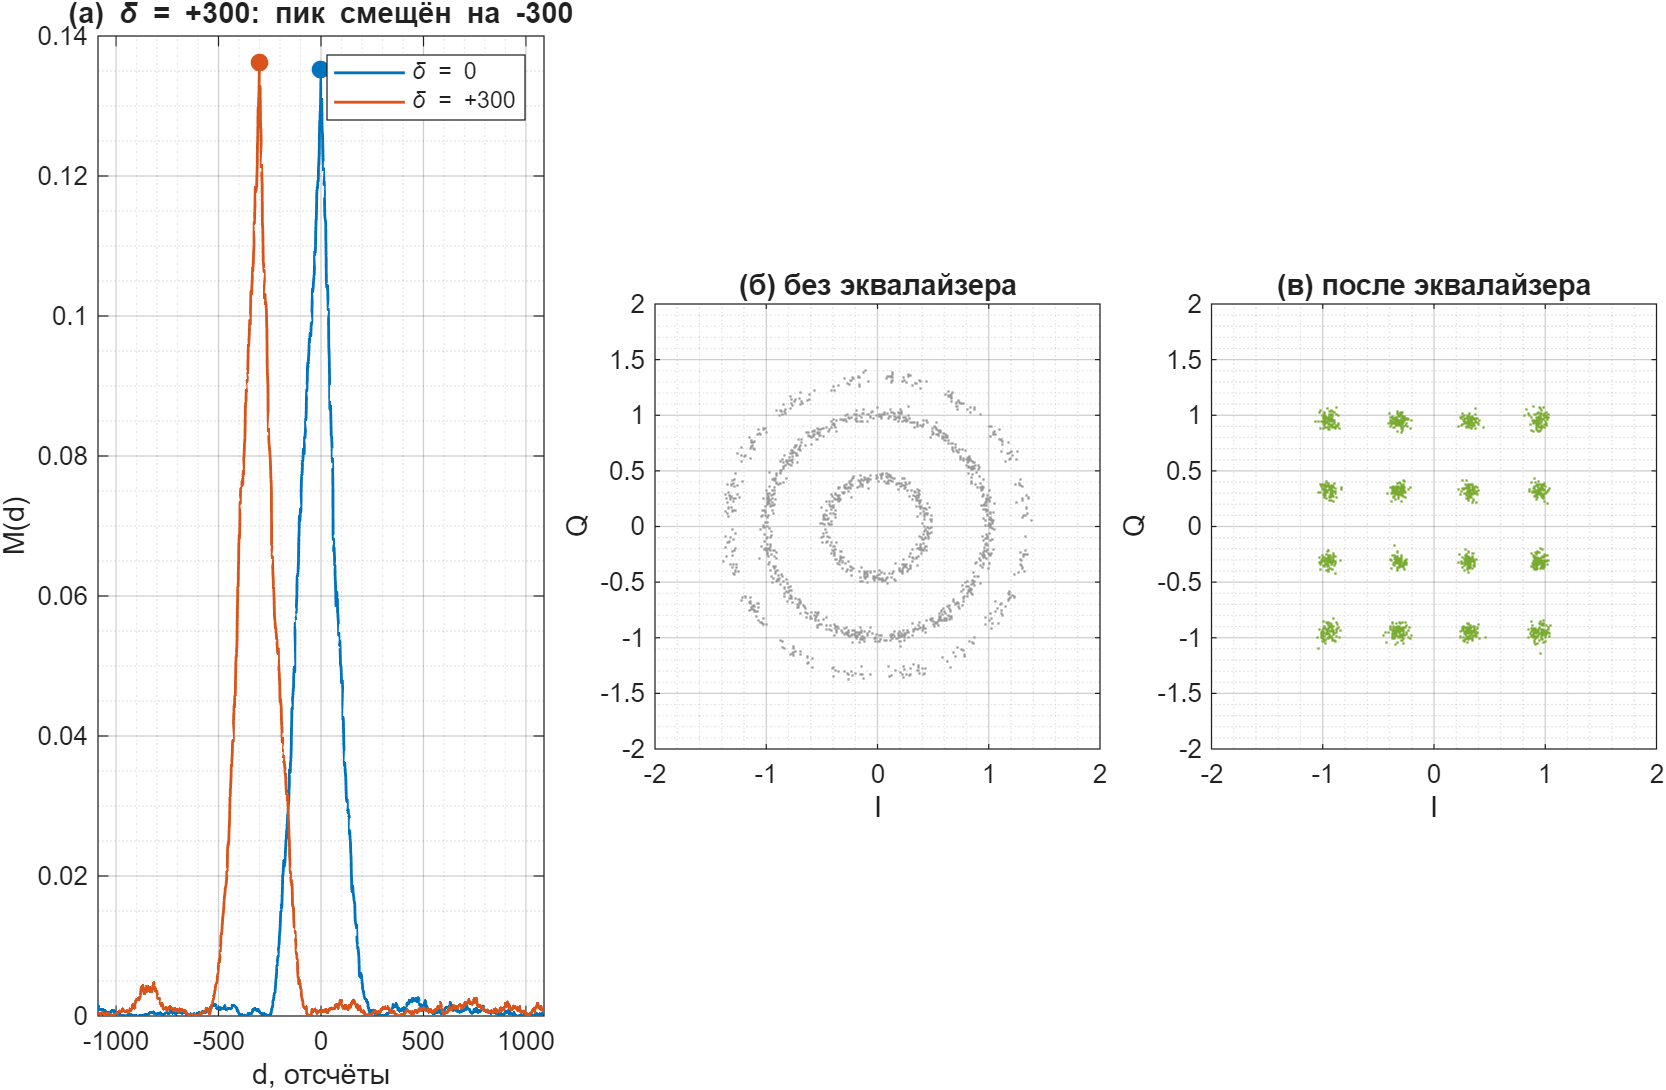 (а) δ = +300: пик смещён на -300
0.14
0.12
0.1
0.08
0.06
0.04
0.02
0
M(d)
-1000 -500 0 500 1000
d, отсчёты
δ = 0
δ = +300
(б) без эквалайзера
2
1.5
1
0.5
0
-0.5
-1
-1.5
-2
Q
-2 -1 0 1 2
I
(в) после эквалайзера
2
1.5
1
0.5
0
-0.5
-1
-1.5
-2
Q
-2 -1 0 1 2
I